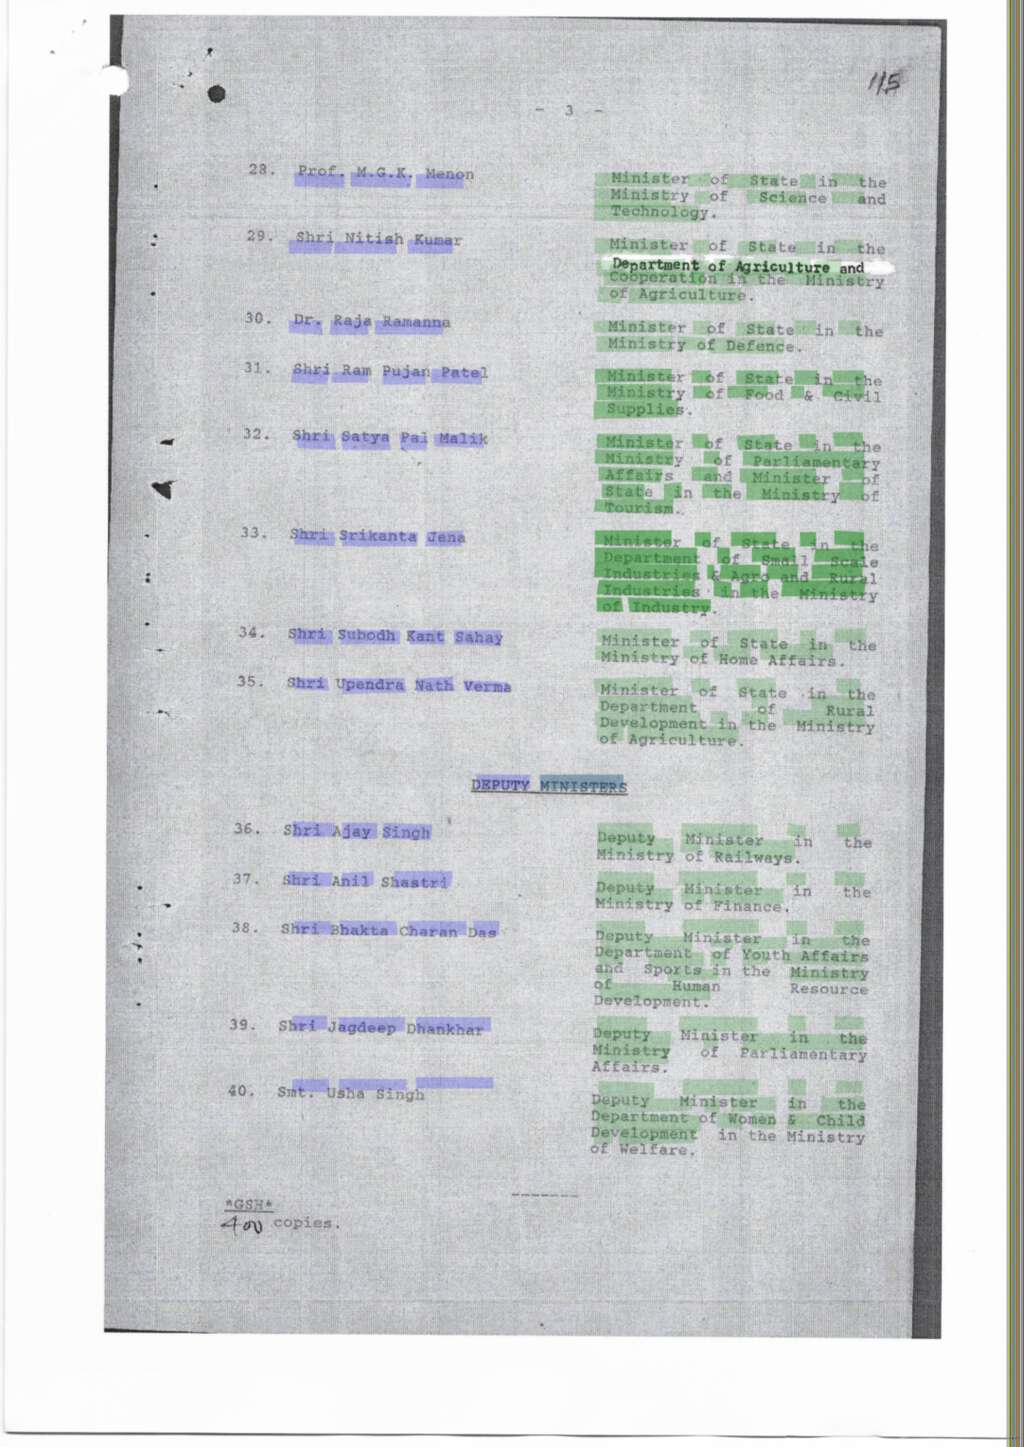 115
- 3 -
28. Prof. M.G.K. Menon
Minister of State in the
Ministry of Science and
Technology.
29. Shri Nitish Kumar
Minister of State in the
Department of Agriculture and
Cooperation in the Ministry
of Agriculture.
30. Dr. Raja Ramanna
Minister of State in the
Ministry of Defence.
31. Shri Ram Pujan Patel
Minister of State in the
Ministry of Food & Civil
Supplies.
32. Shri Satya Pal Malik
Minister of State in the
Ministry of Parliamentary
Affairs and Minister of
State in the Ministry of
Tourism.
33. Shri Srikanta Jena
Minister of State in the
Department of Small Scale
Industries & Agro and Rural
Industries in the Ministry
of Industry.
34. Shri Subodh Kant Sahay
Minister of State in the
Ministry of Home Affairs.
35. Shri Upendra Nath Verma
Minister of State in the
Department of Rural
Development in the Ministry
of Agriculture.
DEPUTY MINISTERS
36. Shri Ajay Singh
Deputy Minister in the
Ministry of Railways.
37. Shri Anil Shastri
Deputy Minister in the
Ministry of Finance.
38. Shri Bhakta Charan Das
Deputy Minister in the
Department of Youth Affairs
and Sports in the Ministry
of Human Resource
Development.
39. Shri Jagdeep Dhankhar
Deputy Minister in the
Ministry of Parliamentary
Affairs.
40. Smt. Usha Singh
Deputy Minister in the
Department of Women & Child
Development in the Ministry
of Welfare.
-------
*GSH*
400 copies.